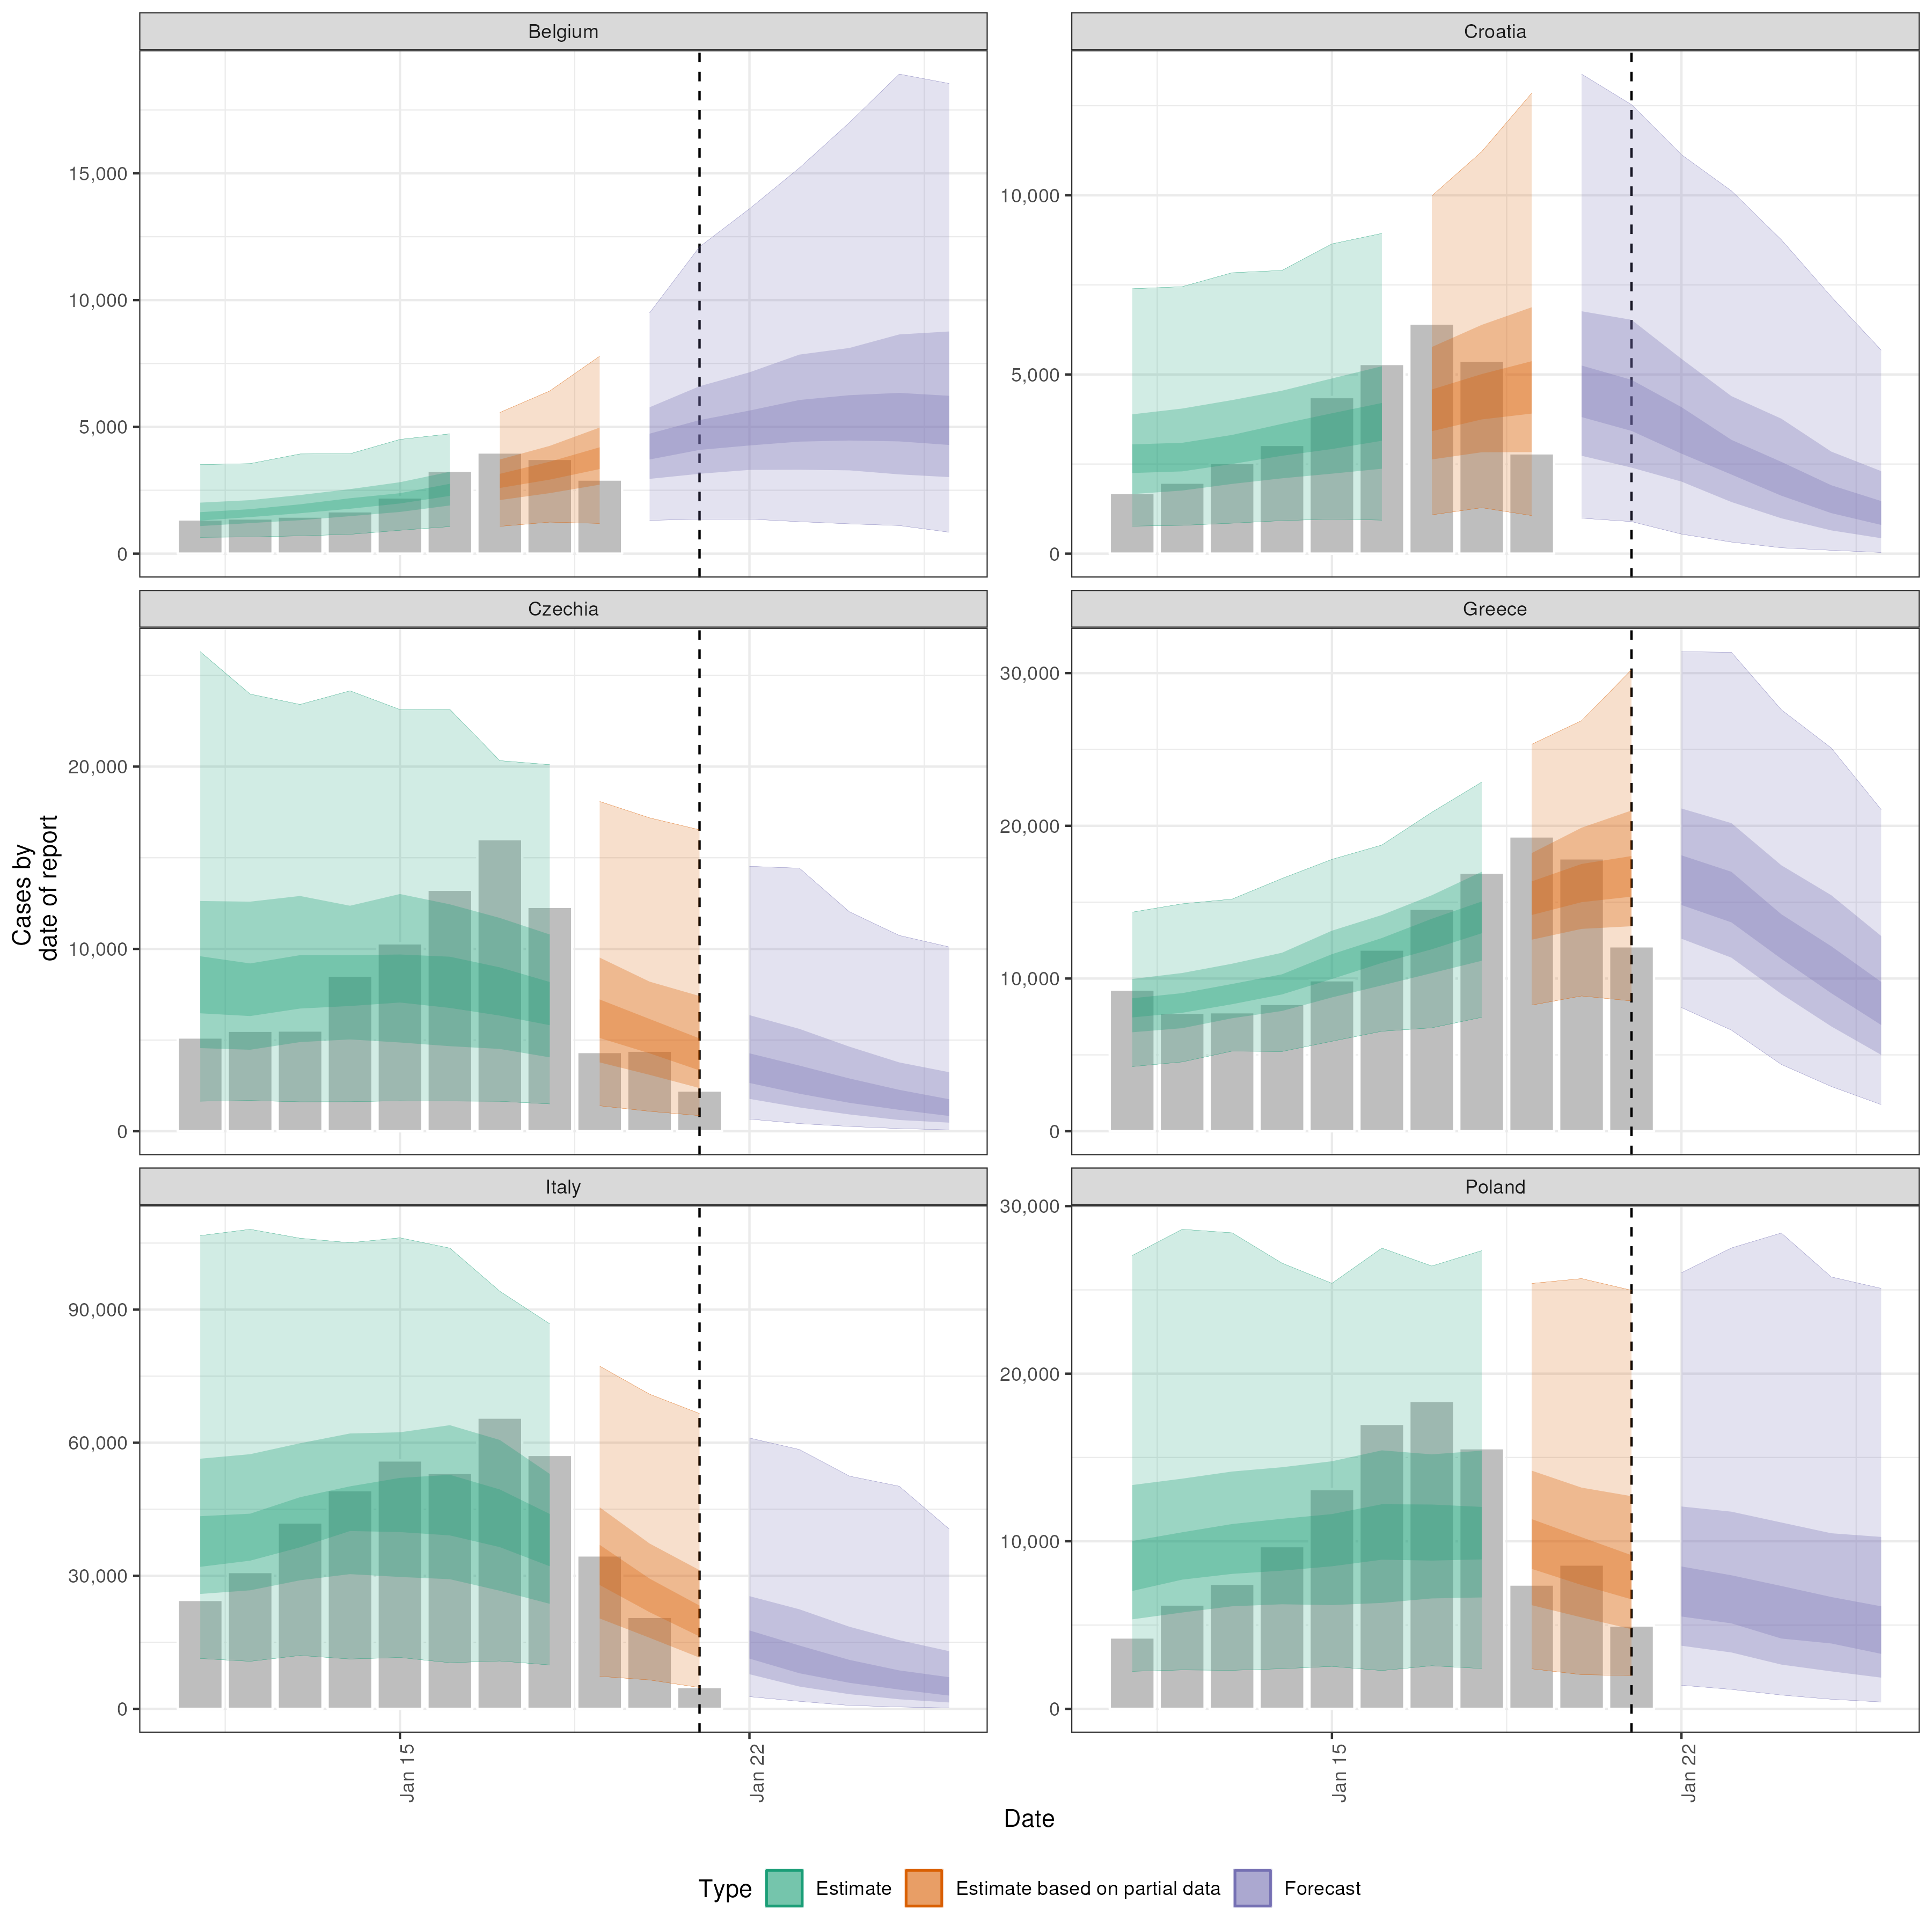 Belgium
Croatia
15,000
10,000
5,000
0
10,000
5,000
0
Czechia
Greece
20,000
10,000
0
30,000
20,000
10,000
0
Cases by
date of report
Italy
Poland
90,000
60,000
30,000
0
30,000
20,000
10,000
0
Jan 15
Jan 22
Jan 15
Jan 22
Date
Type
Estimate
Estimate based on partial data
Forecast